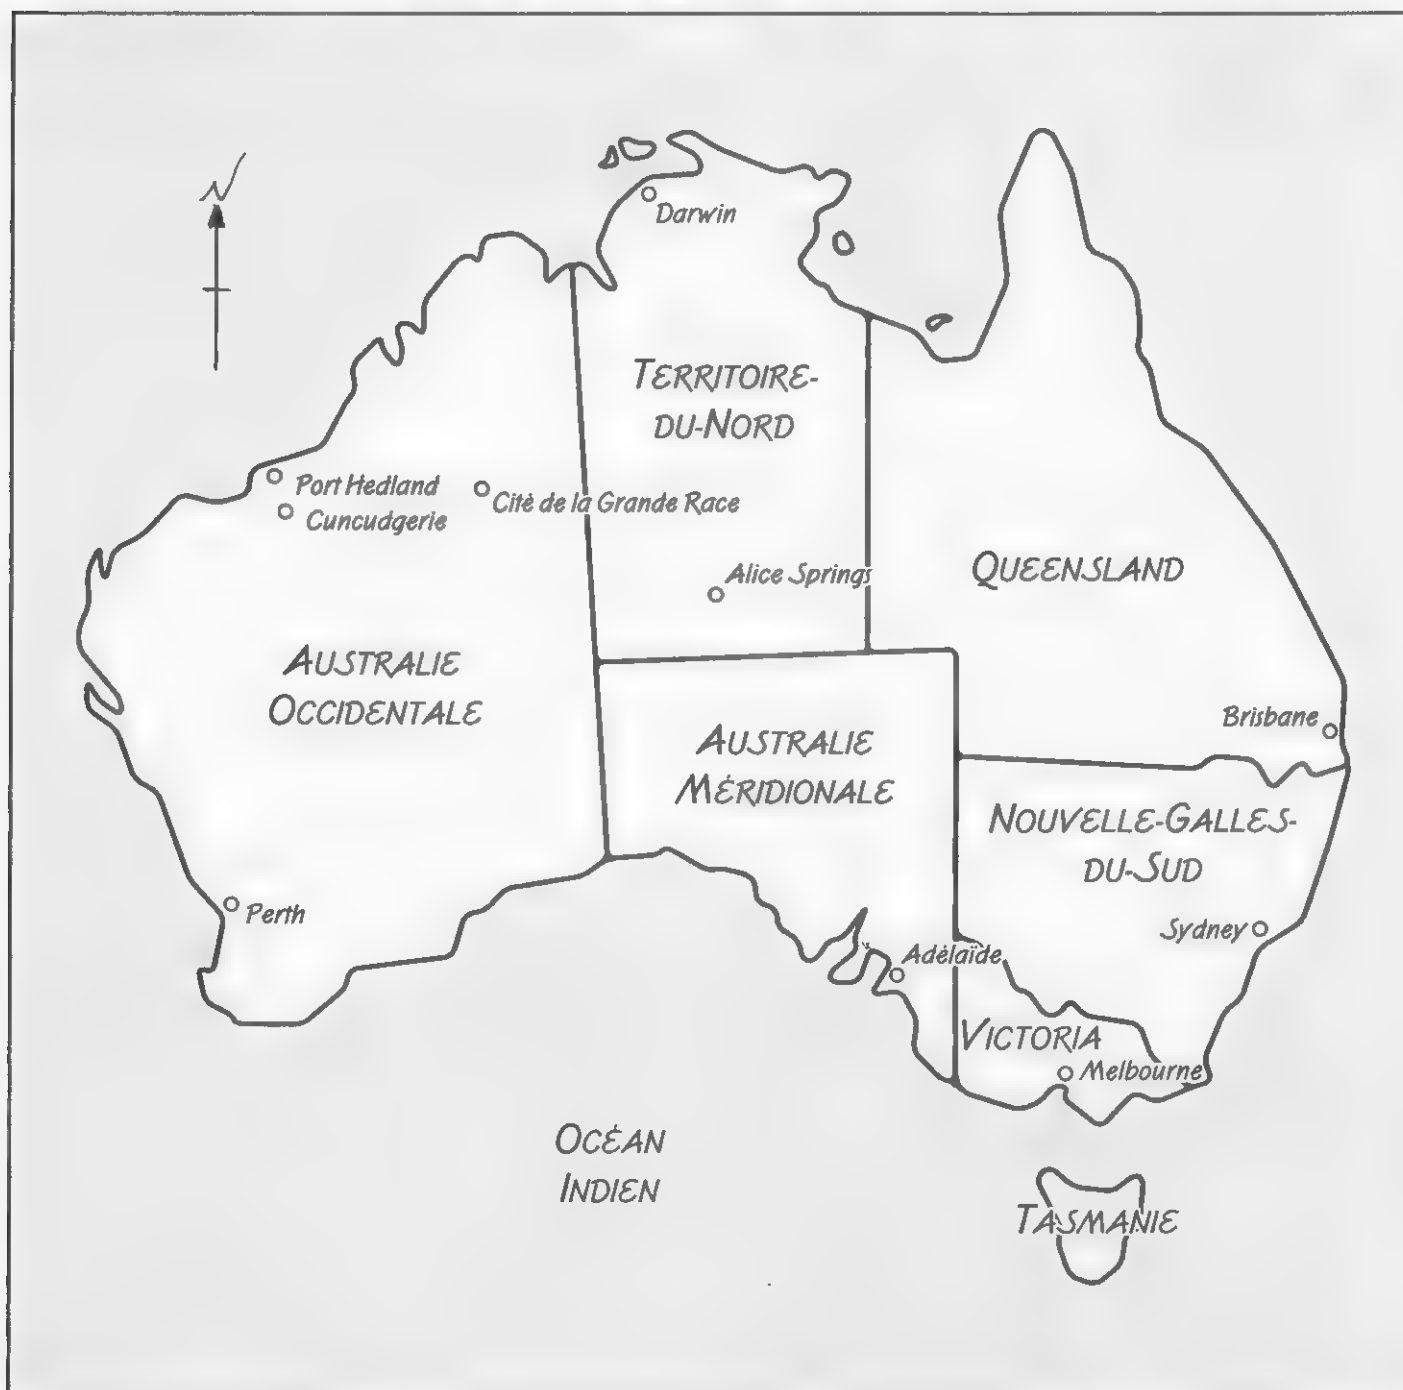 N
Darwin
TERRITOIRE-
DU-NORD
Port Hedland
Cuncudgerie
Cité de la Grande Race
Alice Springs
QUEENSLAND
AUSTRALIE
OCCIDENTALE
AUSTRALIE
MÉRIDIONALE
Brisbane
NOUVELLE-GALLES-
DU-SUD
Perth
Sydney
Adélaïde
VICTORIA
Melbourne
OCÉAN
INDIEN
TASMANIE